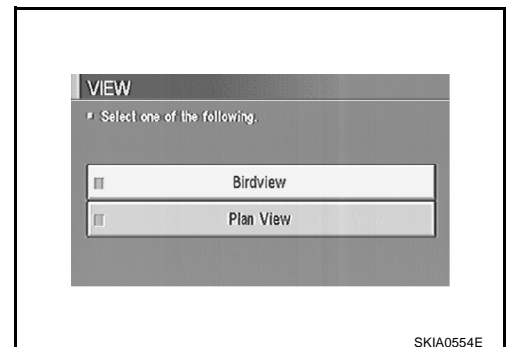 VIEW
Select one of the following.
Birdview
Plan View
SKIA0554E